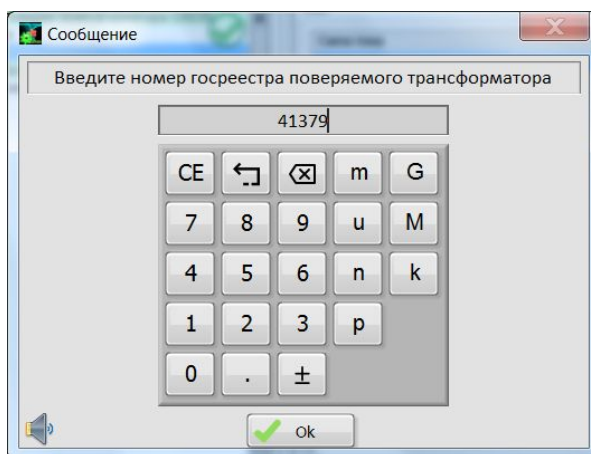 Сообщение
Введите номер госреестра поверяемого трансформатора
41379
CE m G
7 8 9 u M
4 5 6 n k
1 2 3 p
0 . ±
Ok